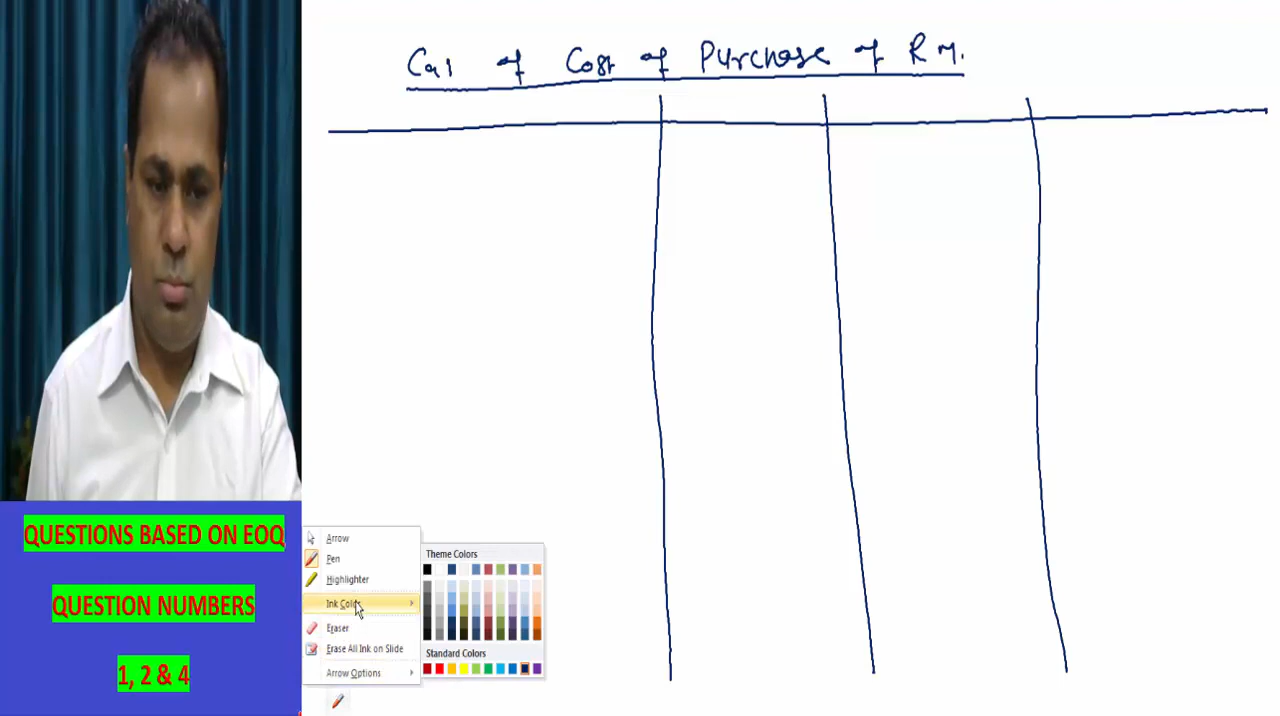 Cal of Cost of Purchase of R M.
QUESTIONS BASED ON EOQ
QUESTION NUMBERS
1, 2 & 4
Arrow
Pen
Highlighter
Ink Color
Eraser
Erase All Ink on Slide
Arrow Options
Theme Colors
Standard Colors